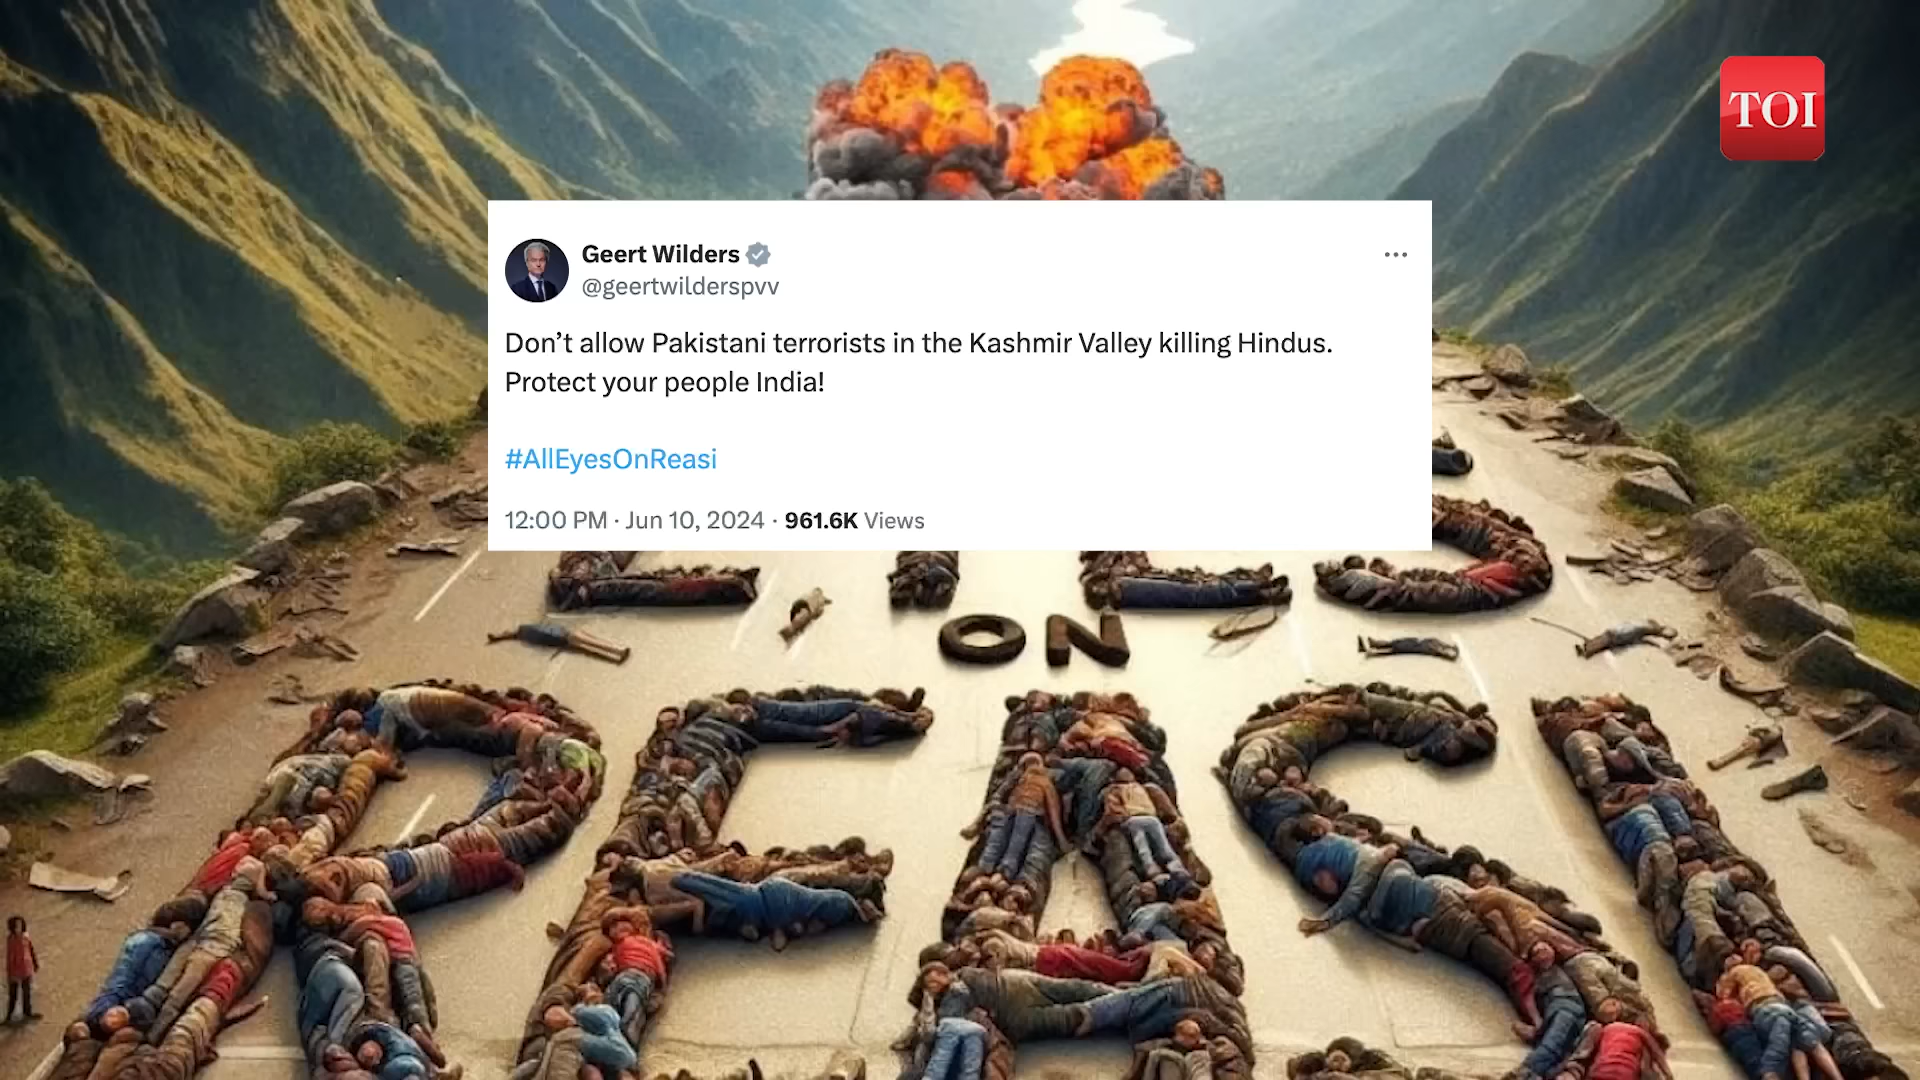 TOI
Geert Wilders
@geertwilderspvv
Don’t allow Pakistani terrorists in the Kashmir Valley killing Hindus.
Protect your people India!
#AllEyesOnReasi
12:00 PM · Jun 10, 2024 · 961.6K Views
EYES
ON
REASI